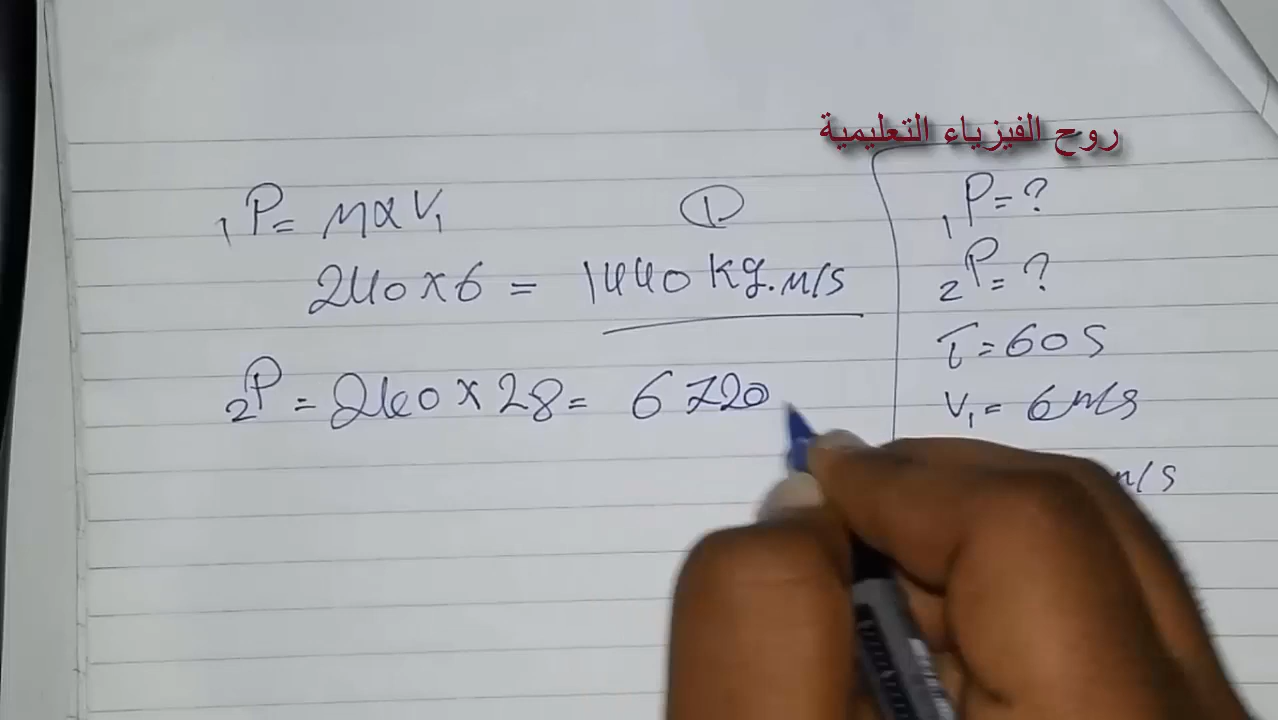 روح الفيزياء التعليمية
₁P = m x V₁
①
240 x 6 = 1440 kg.m/s
₂P = 240 x 28 = 6720
₁P = ?
₂P = ?
T = 60 S
V₁ = 6 m/s
m/s